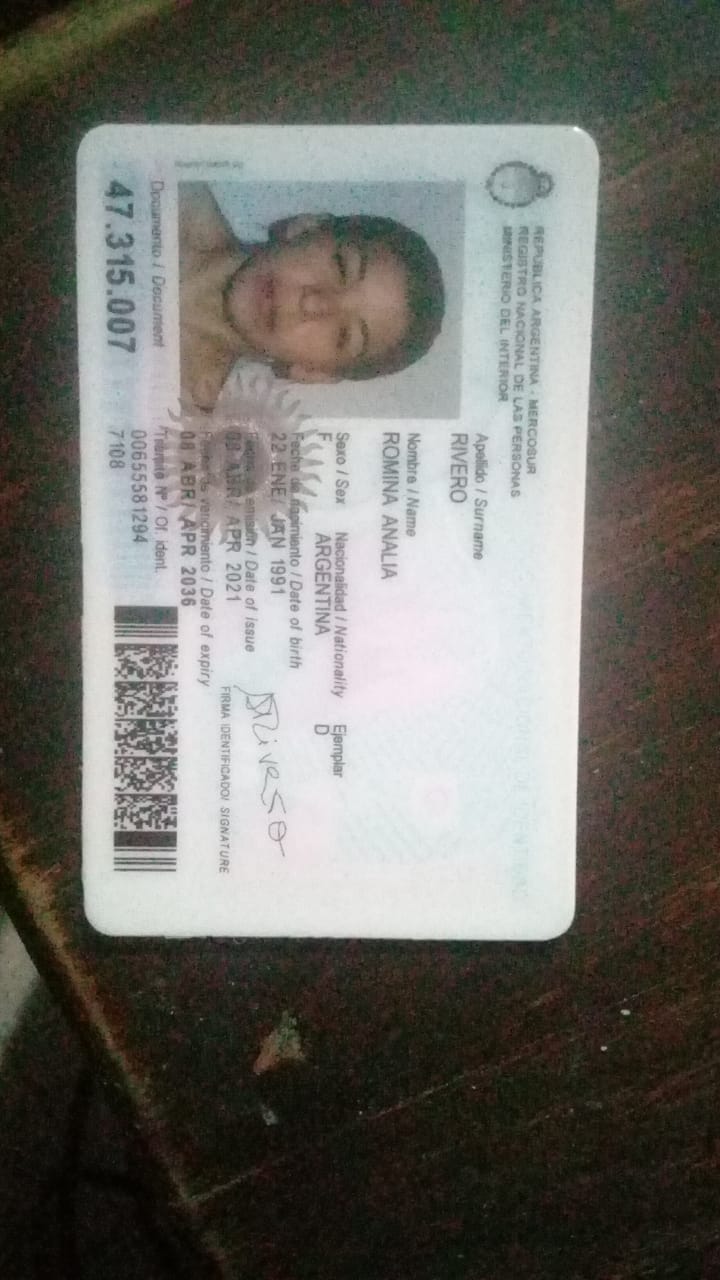 REPUBLICA ARGENTINA - MERCOSUR
REGISTRO NACIONAL DE LAS PERSONAS
MINISTERIO DEL INTERIOR
Apellido / Surname
RIVERO
Nombre / Name
ROMINA ANALIA
Sexo / Sex Nacionalidad / Nationality Ejemplar
F ARGENTINA D
Fecha de nacimiento / Date of birth
22 ENE/ JAN 1991
Fecha de emisión / Date of issue
08 ABR/ APR 2021
Fecha de vencimiento / Date of expiry
08 ABR/ APR 2036
FIRMA IDENTIFICADO/ SIGNATURE
Documento / Document
47.315.007
Trámite Nº / Of. ident.
00655581294
7108